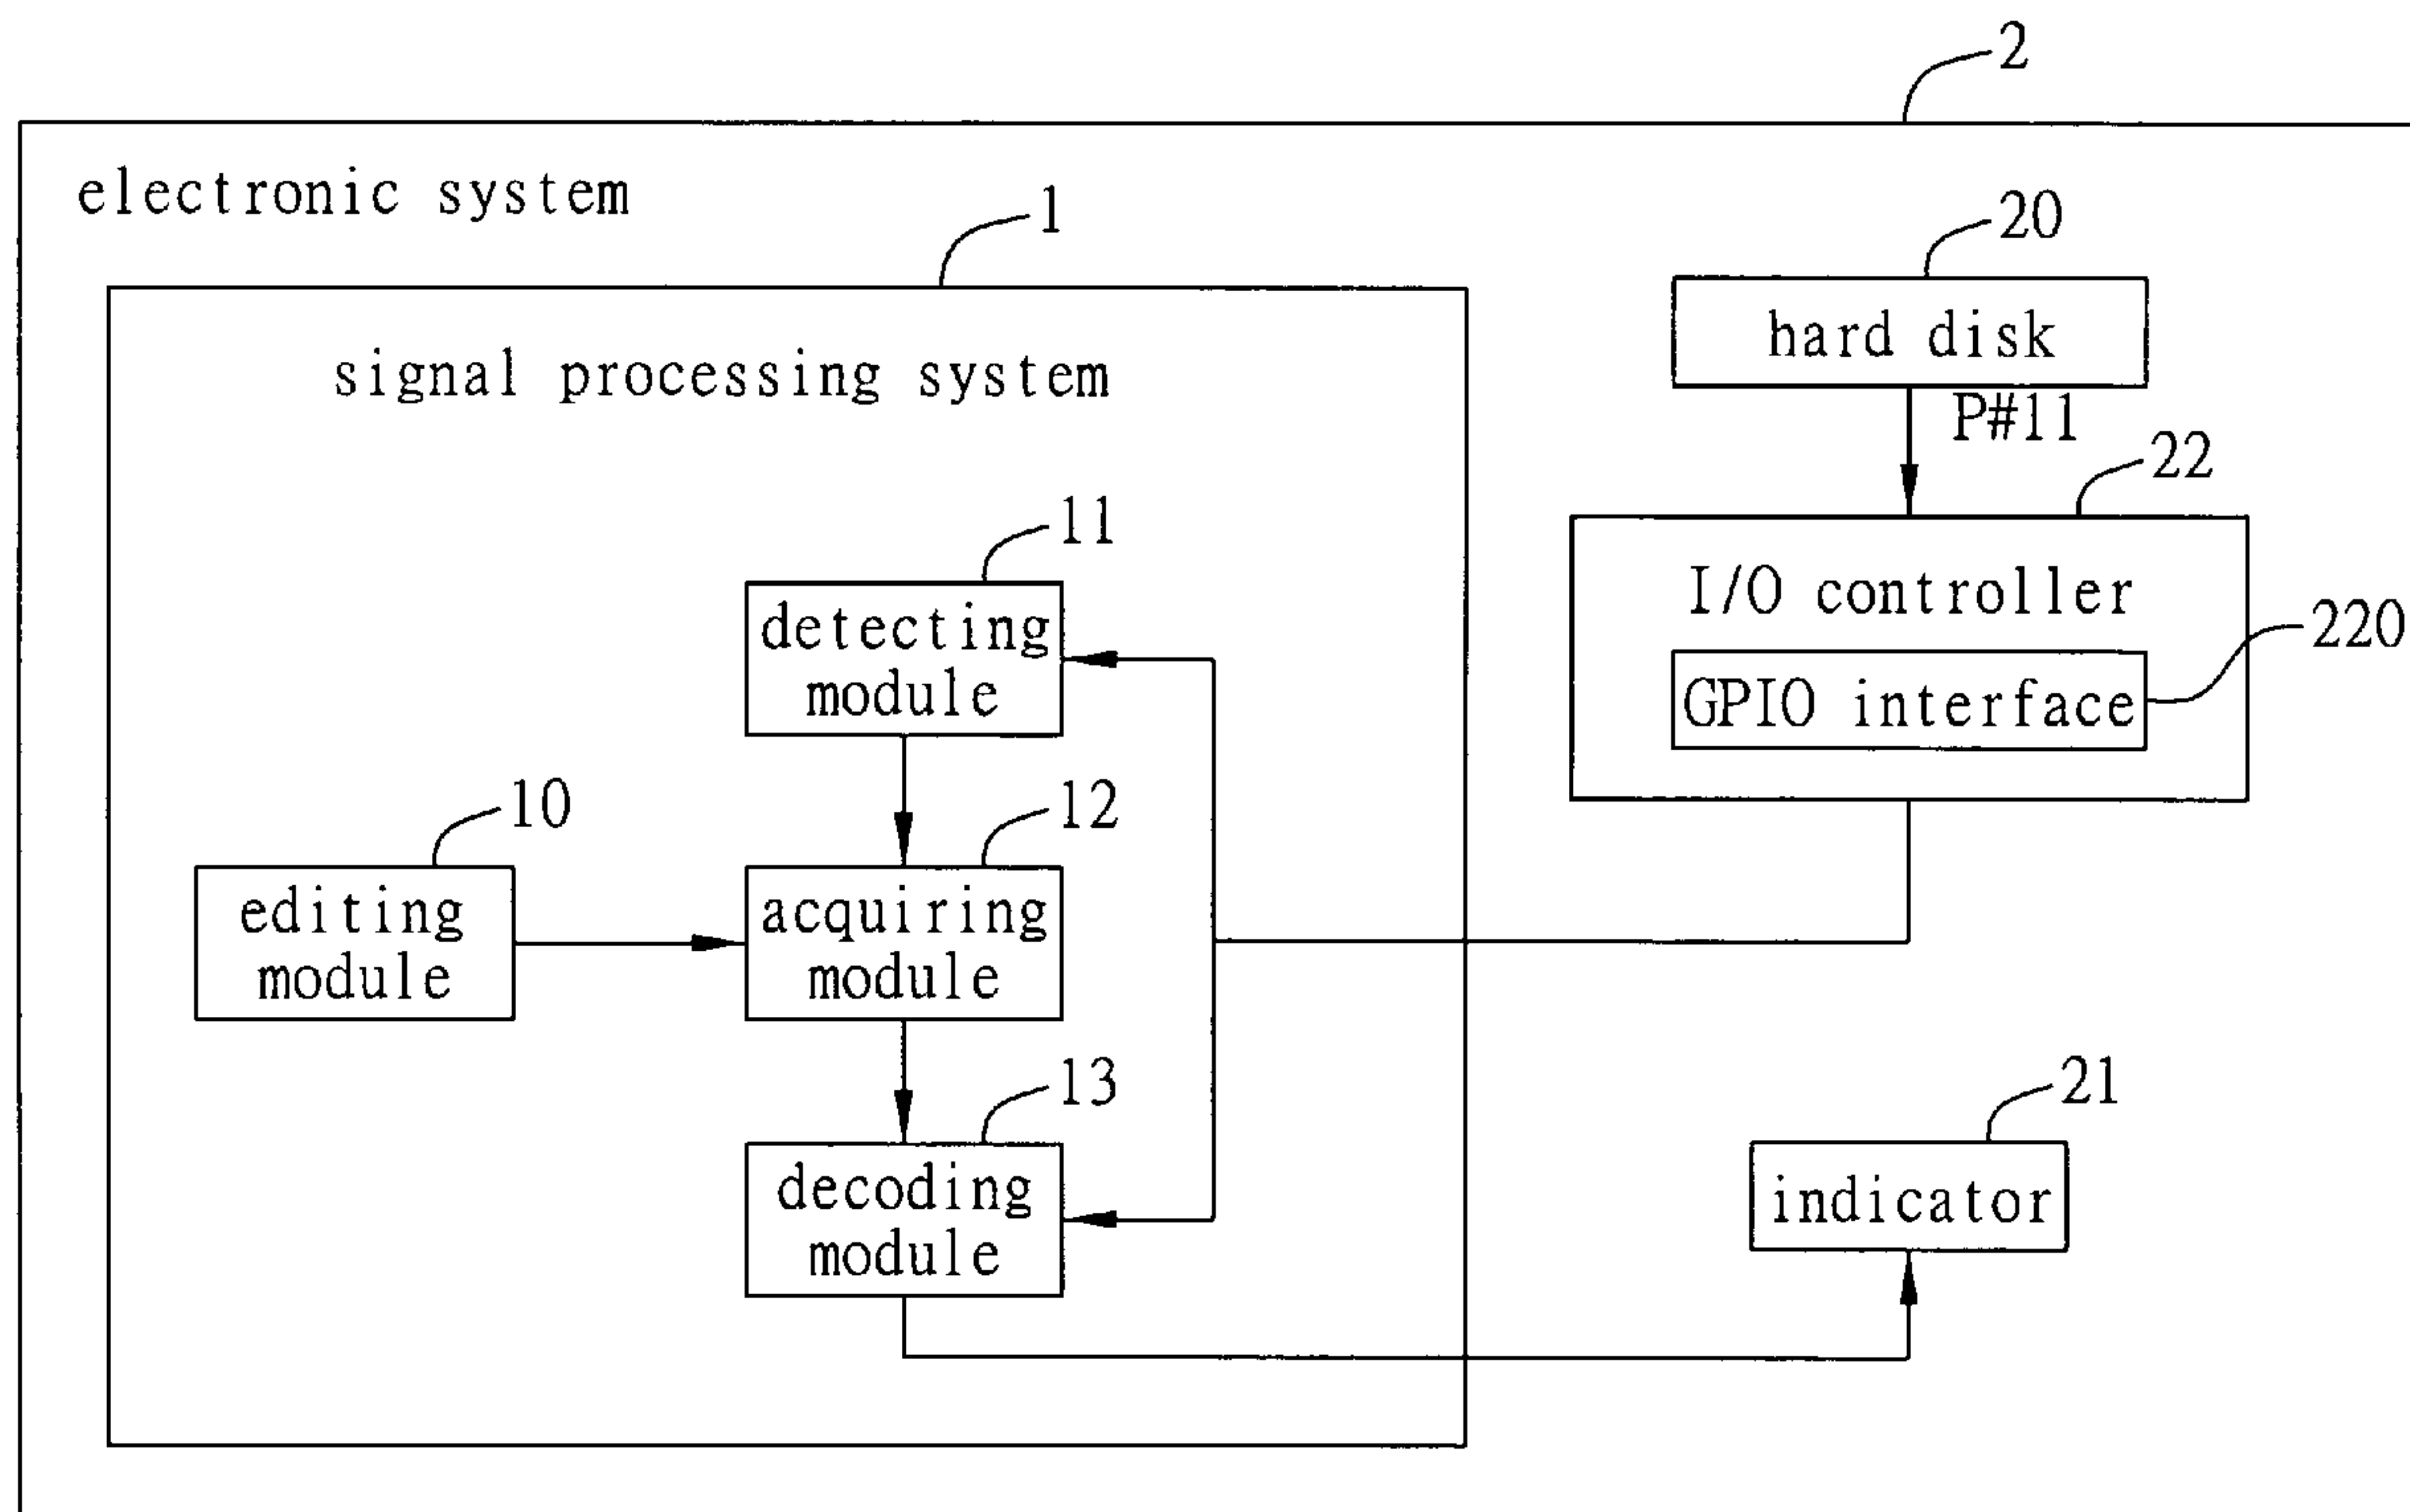 2
electronic system
1
20
signal processing system
hard disk
P#11
22
11
I/O controller
220
detecting
module
GPIO interface
10
12
editing
module
acquiring
module
13
21
decoding
module
indicator